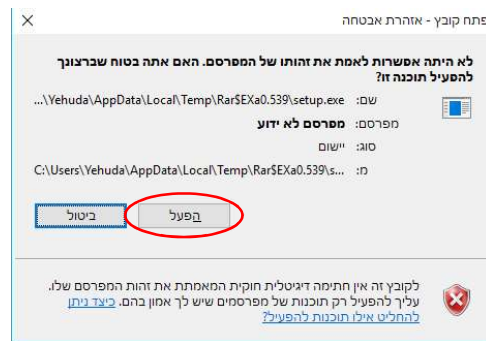 פתח קובץ - אזהרת אבטחה
לא היתה אפשרות לאמת את זהותו של המפרסם. האם אתה בטוח שברצונך
להפעיל תוכנה זו?
שם: ...\Yehuda\AppData\Local\Temp\Rar$EXa0.539\setup.exe
מפרסם: מפרסם לא ידוע
סוג: יישום
מ: C:\Users\Yehuda\AppData\Local\Temp\Rar$EXa0.539\s...
הפעל ביטול
לקובץ זה אין חתימה דיגיטלית חוקית המאמתת את זהות המפרסם שלו.
עליך להפעיל רק תוכנות של מפרסמים שיש לך אמון בהם. כיצד ניתן
להחליט אילו תוכנות להפעיל?